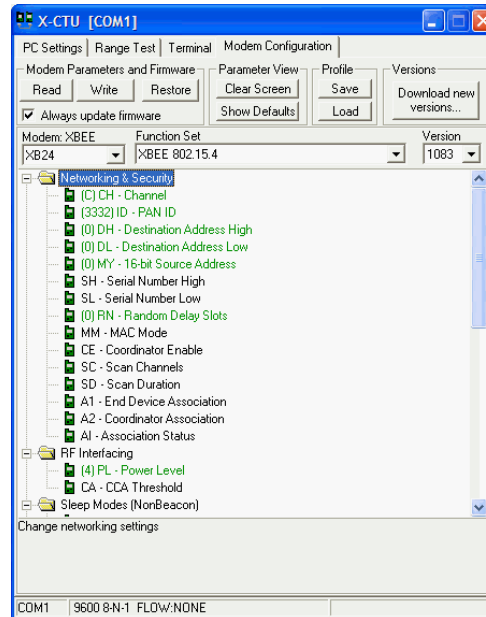 X-CTU [COM1]
PC Settings Range Test Terminal Modem Configuration
Modem Parameters and Firmware Parameter View Profile Versions
Read Write Restore Clear Screen Save Download new versions...
Always update firmware Show Defaults Load
Modem: XBEE Function Set Version
XB24 XBEE 802.15.4 1083
Networking & Security
(C) CH - Channel
(3332) ID - PAN ID
(0) DH - Destination Address High
(0) DL - Destination Address Low
(0) MY - 16-bit Source Address
SH - Serial Number High
SL - Serial Number Low
(0) RN - Random Delay Slots
MM - MAC Mode
CE - Coordinator Enable
SC - Scan Channels
SD - Scan Duration
A1 - End Device Association
A2 - Coordinator Association
AI - Association Status
RF Interfacing
(4) PL - Power Level
CA - CCA Threshold
Sleep Modes (NonBeacon)
Change networking settings
COM1 9600 8-N-1 FLOW:NONE